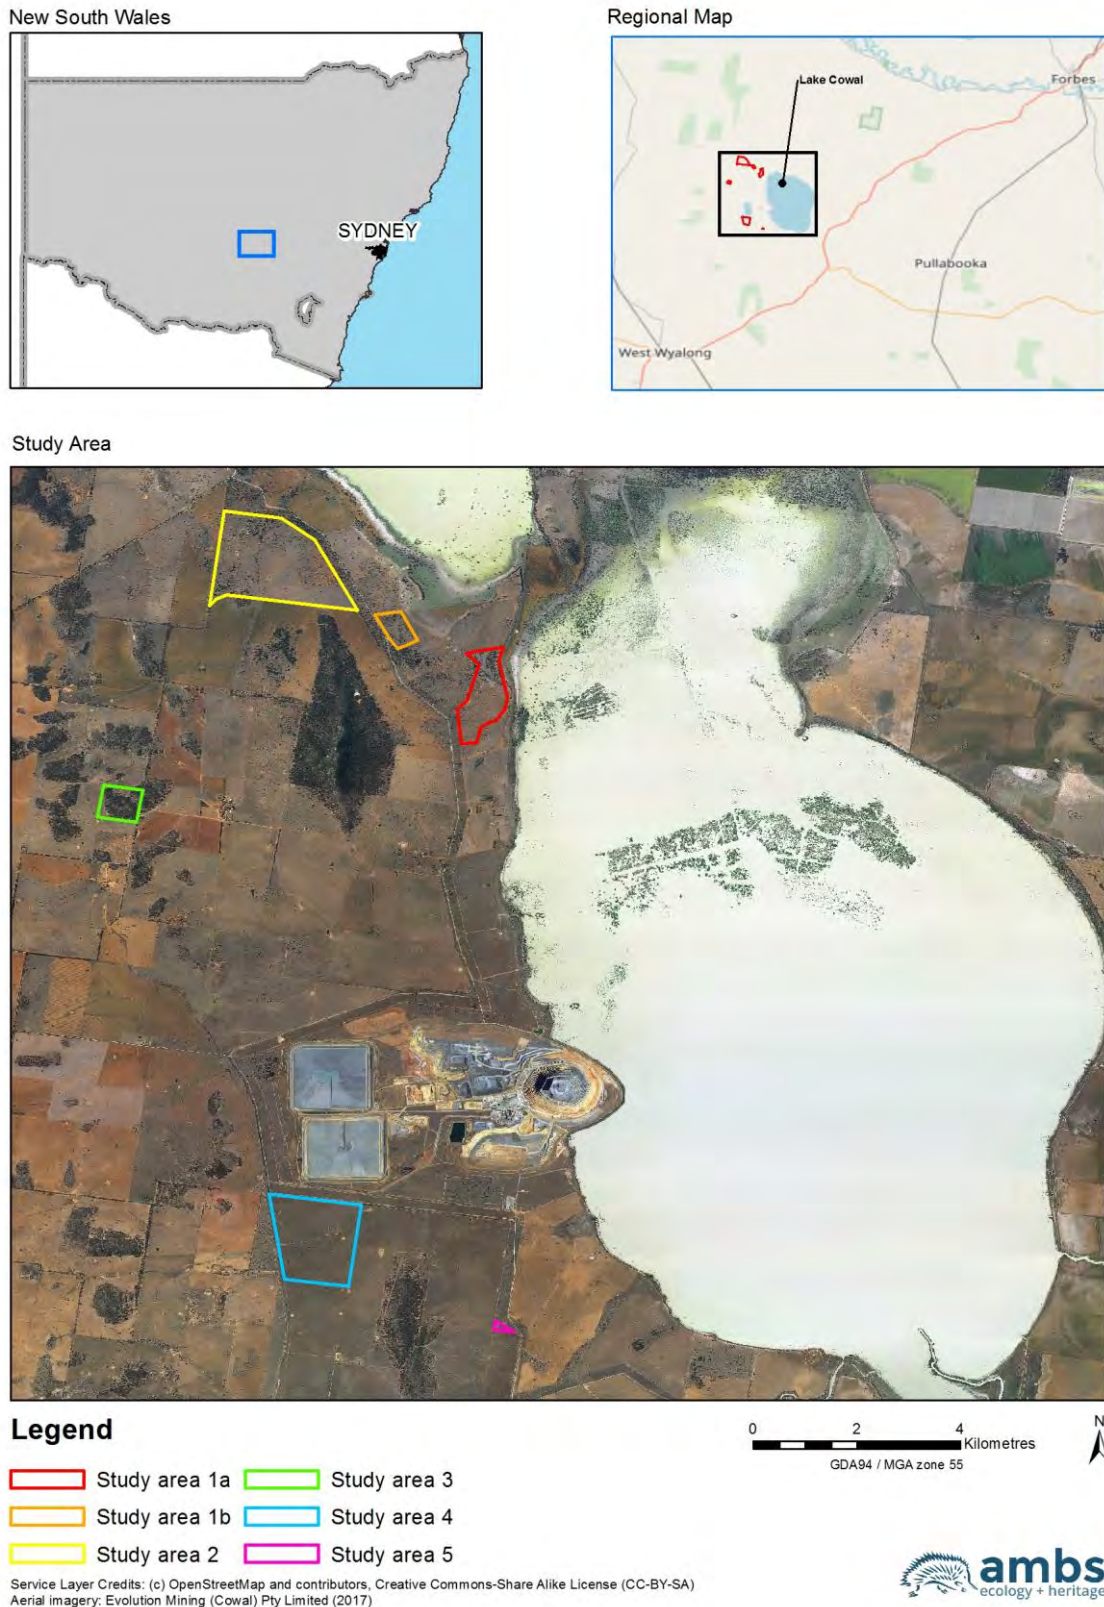 New South Wales
SYDNEY
Regional Map
Lake Cowal
Forbes
Pullabooka
West Wyalong
Study Area
Legend
Study area 1a
Study area 1b
Study area 2
Study area 3
Study area 4
Study area 5
0 2 4
Kilometres
GDA94 / MGA zone 55
N
Service Layer Credits: (c) OpenStreetMap and contributors, Creative Commons-Share Alike License (CC-BY-SA)
Aerial imagery: Evolution Mining (Cowal) Pty Limited (2017)
ambs
ecology + heritage